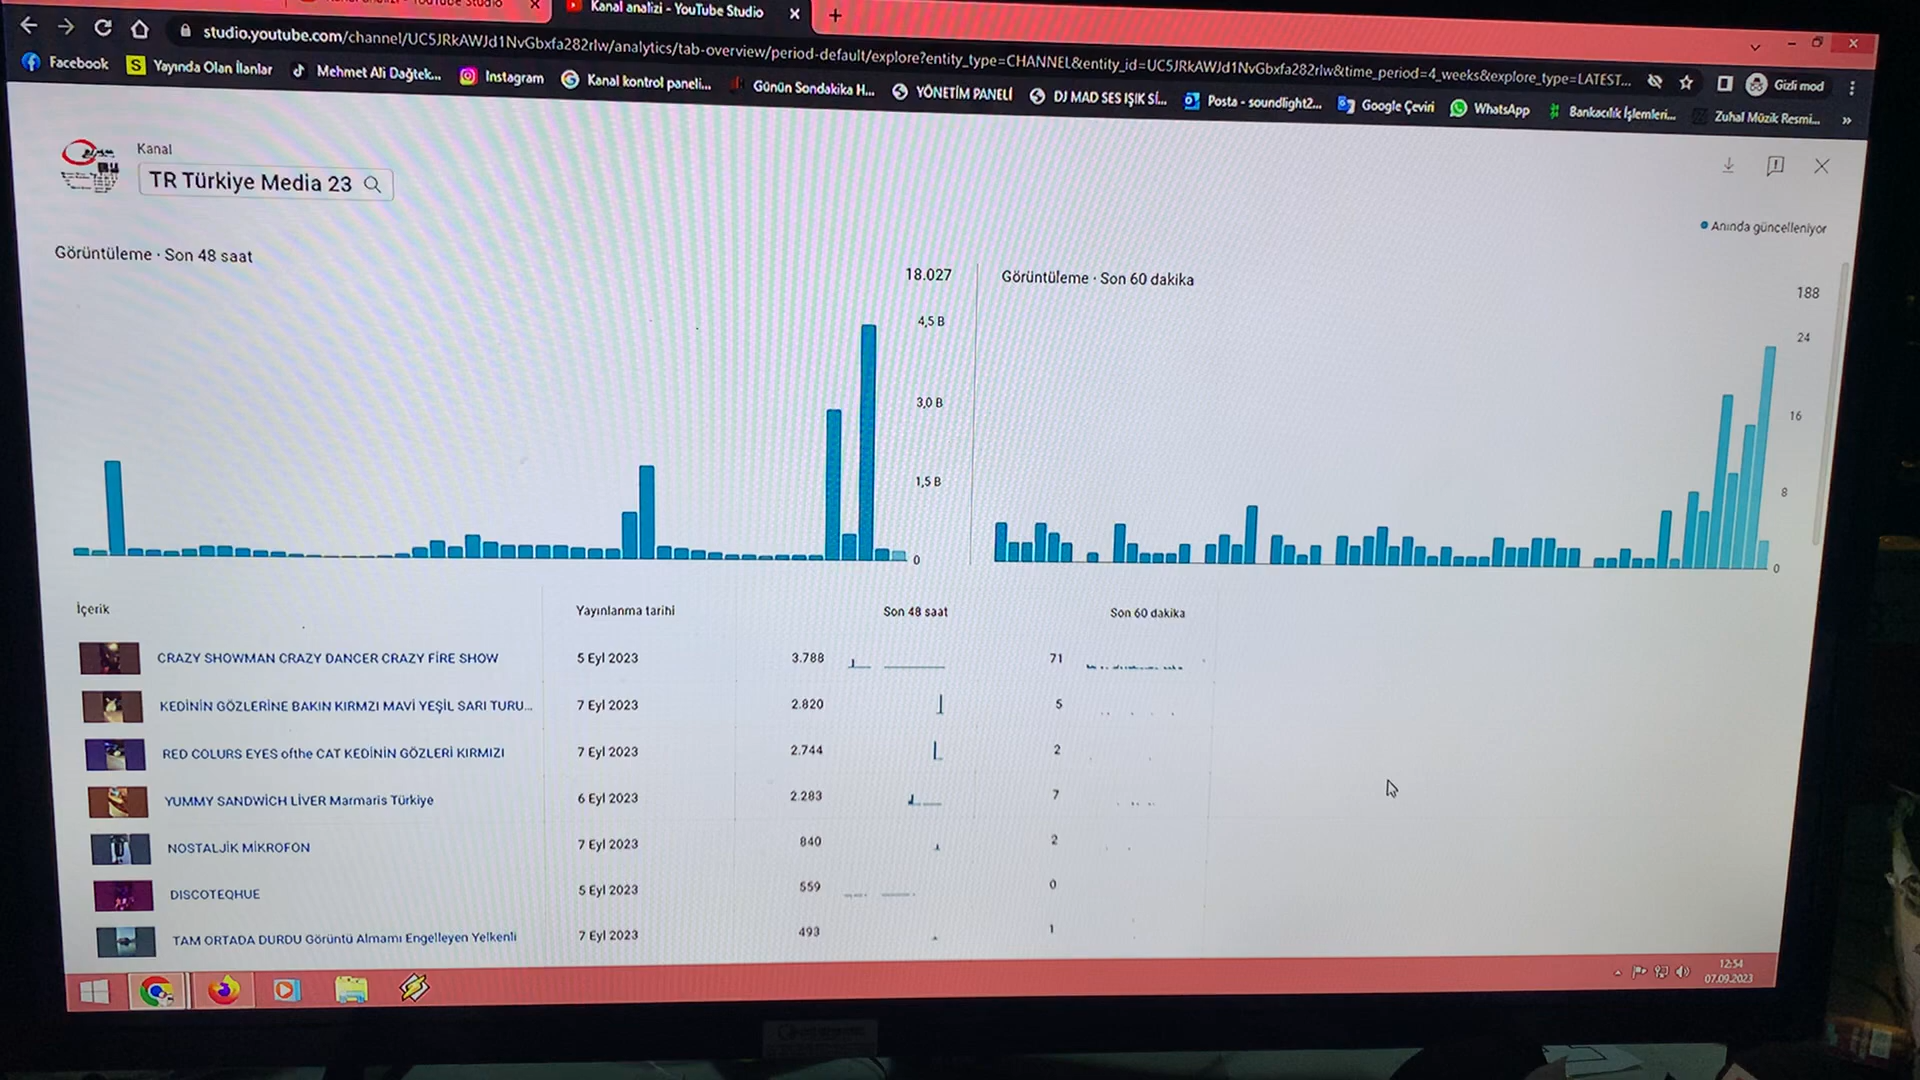 Kanal analizi - YouTube Studio
Kanal analizi - YouTube Studio
studio.youtube.com/channel/UC5JRkAWJd1NvGbxfa282rlw/analytics/tab-overview/period-default/explore?entity_type=CHANNEL&entity_id=UC5JRkAWJd1NvGbxfa282rlw&time_period=4_weeks&explore_type=LATEST...
Gizli mod
Facebook
Yayında Olan İlanlar
Mehmet Ali Dağtek...
Instagram
Kanal kontrol paneli...
Günün Sondakika H...
YÖNETİM PANELİ
DJ MAD SES IŞIK Sİ...
Posta - soundlight2...
Google Çeviri
WhatsApp
Bankacılık İşlemleri...
Zuhal Müzik Resmi...
»
Kanal
TR Türkiye Media 23
Anında güncelleniyor
Görüntüleme · Son 48 saat
18.027
4,5 B
3,0 B
1,5 B
0
Görüntüleme · Son 60 dakika
188
24
16
8
0
İçerik Yayınlanma tarihi Son 48 saat Son 60 dakika
CRAZY SHOWMAN CRAZY DANCER CRAZY FİRE SHOW 5 Eyl 2023 3.788 71
KEDİNİN GÖZLERİNE BAKIN KIRMZI MAVİ YEŞİL SARI TURU... 7 Eyl 2023 2.820 5
RED COLURS EYES ofthe CAT KEDİNİN GÖZLERİ KIRMIZI 7 Eyl 2023 2.744 2
YUMMY SANDWİCH LİVER Marmaris Türkiye 6 Eyl 2023 2.283 7
NOSTALJİK MİKROFON 7 Eyl 2023 840 2
DISCOTEQHUE 5 Eyl 2023 559 0
TAM ORTADA DURDU Görüntü Almamı Engelleyen Yelkenli 7 Eyl 2023 493 1
12:54
07.09.2023